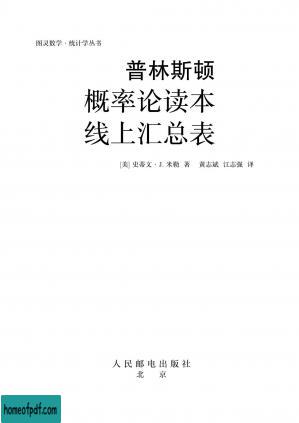 图灵数学·统计学丛书
普林斯顿
概率论读本
线上汇总表
[美] 史蒂文·J. 米勒 著 黄志斌 江志强 译
人民邮电出版社
北京
homeofpdf.com